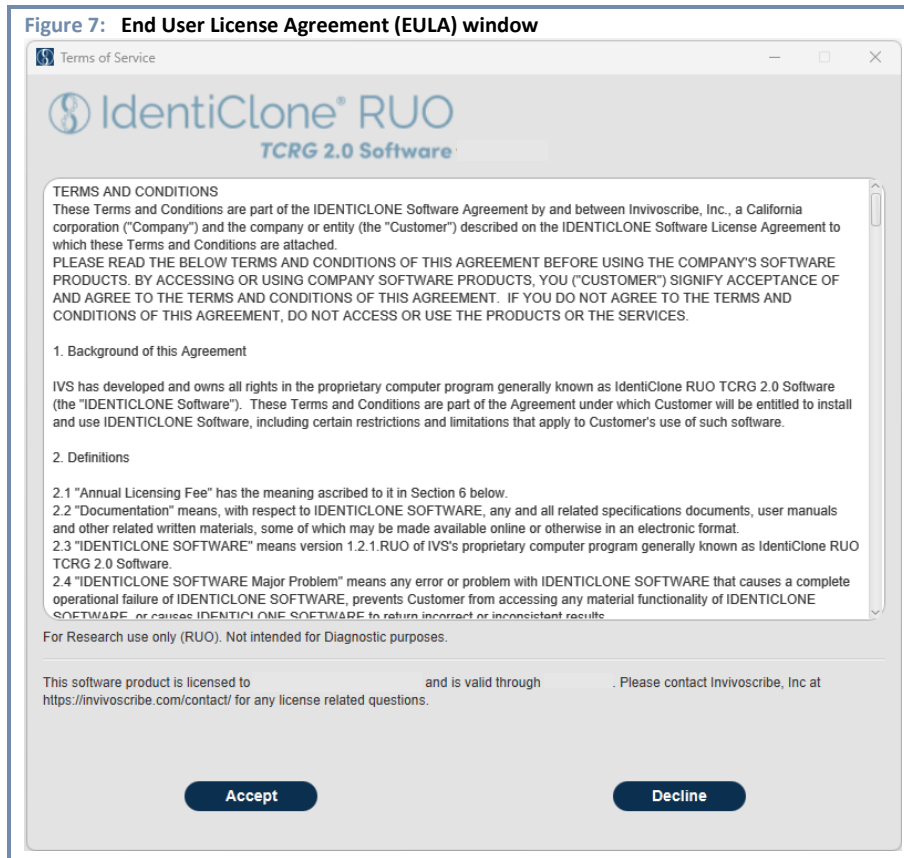 Figure 7: End User License Agreement (EULA) window
Terms of Service
IdentiClone® RUO
TCRG 2.0 Software
TERMS AND CONDITIONS
These Terms and Conditions are part of the IDENTICLONE Software Agreement by and between Invivoscribe, Inc., a California
corporation ("Company") and the company or entity (the "Customer") described on the IDENTICLONE Software License Agreement to
which these Terms and Conditions are attached.
PLEASE READ THE BELOW TERMS AND CONDITIONS OF THIS AGREEMENT BEFORE USING THE COMPANY'S SOFTWARE
PRODUCTS. BY ACCESSING OR USING COMPANY SOFTWARE PRODUCTS, YOU ("CUSTOMER") SIGNIFY ACCEPTANCE OF
AND AGREE TO THE TERMS AND CONDITIONS OF THIS AGREEMENT. IF YOU DO NOT AGREE TO THE TERMS AND
CONDITIONS OF THIS AGREEMENT, DO NOT ACCESS OR USE THE PRODUCTS OR THE SERVICES.
1. Background of this Agreement
IVS has developed and owns all rights in the proprietary computer program generally known as IdentiClone RUO TCRG 2.0 Software
(the "IDENTICLONE Software"). These Terms and Conditions are part of the Agreement under which Customer will be entitled to install
and use IDENTICLONE Software, including certain restrictions and limitations that apply to Customer's use of such software.
2. Definitions
2.1 "Annual Licensing Fee" has the meaning ascribed to it in Section 6 below.
2.2 "Documentation" means, with respect to IDENTICLONE SOFTWARE, any and all related specifications documents, user manuals
and other related written materials, some of which may be made available online or otherwise in an electronic format.
2.3 "IDENTICLONE SOFTWARE" means version 1.2.1.RUO of IVS's proprietary computer program generally known as IdentiClone RUO
TCRG 2.0 Software.
2.4 "IDENTICLONE SOFTWARE Major Problem" means any error or problem with IDENTICLONE SOFTWARE that causes a complete
operational failure of IDENTICLONE SOFTWARE, prevents Customer from accessing any material functionality of IDENTICLONE
SOFTWARE, or causes IDENTICLONE SOFTWARE to return incorrect or inconsistent results
For Research use only (RUO). Not intended for Diagnostic purposes.
This software product is licensed to and is valid through . Please contact Invivoscribe, Inc at
https://invivoscribe.com/contact/ for any license related questions.
Accept Decline